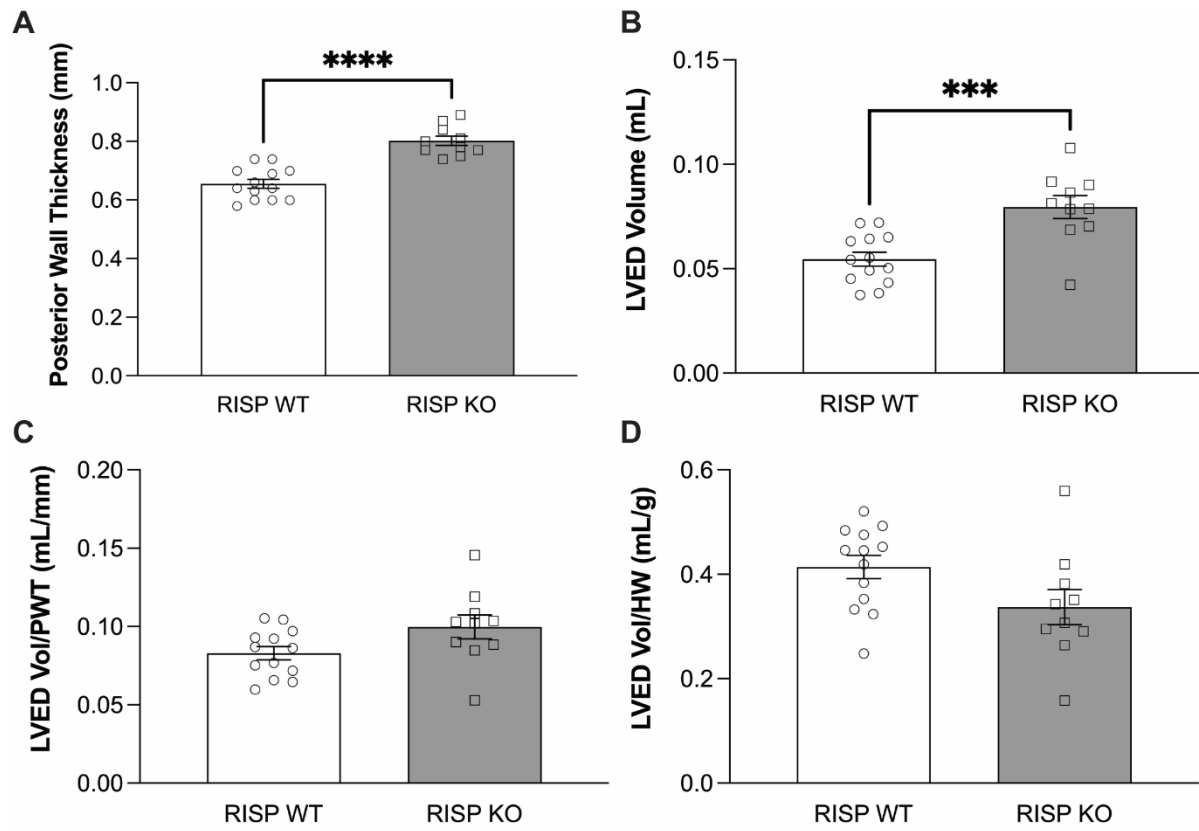 A
Posterior Wall Thickness (mm)
1.0
0.8
0.6
0.4
0.2
0.0
****
RISP WT RISP KO
B
LVED Volume (mL)
0.15
0.10
0.05
0.00
***
RISP WT RISP KO
C
LVED Vol/PWT (mL/mm)
0.20
0.15
0.10
0.05
0.00
RISP WT RISP KO
D
LVED Vol/HW (mL/g)
0.6
0.4
0.2
0.0
RISP WT RISP KO